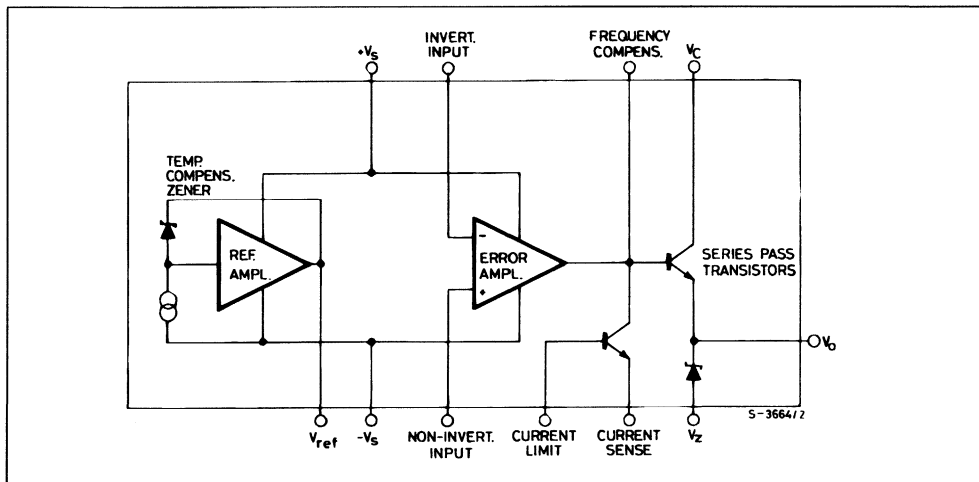 +Vs
INVERT.
INPUT
FREQUENCY
COMPENS.
Vc
TEMP.
COMPENS.
ZENER
REF.
AMPL.
-
ERROR
AMPL.
+
SERIES PASS
TRANSISTORS
Vo
S-3664/2
Vref
-Vs
NON-INVERT.
INPUT
CURRENT
LIMIT
CURRENT
SENSE
Vz